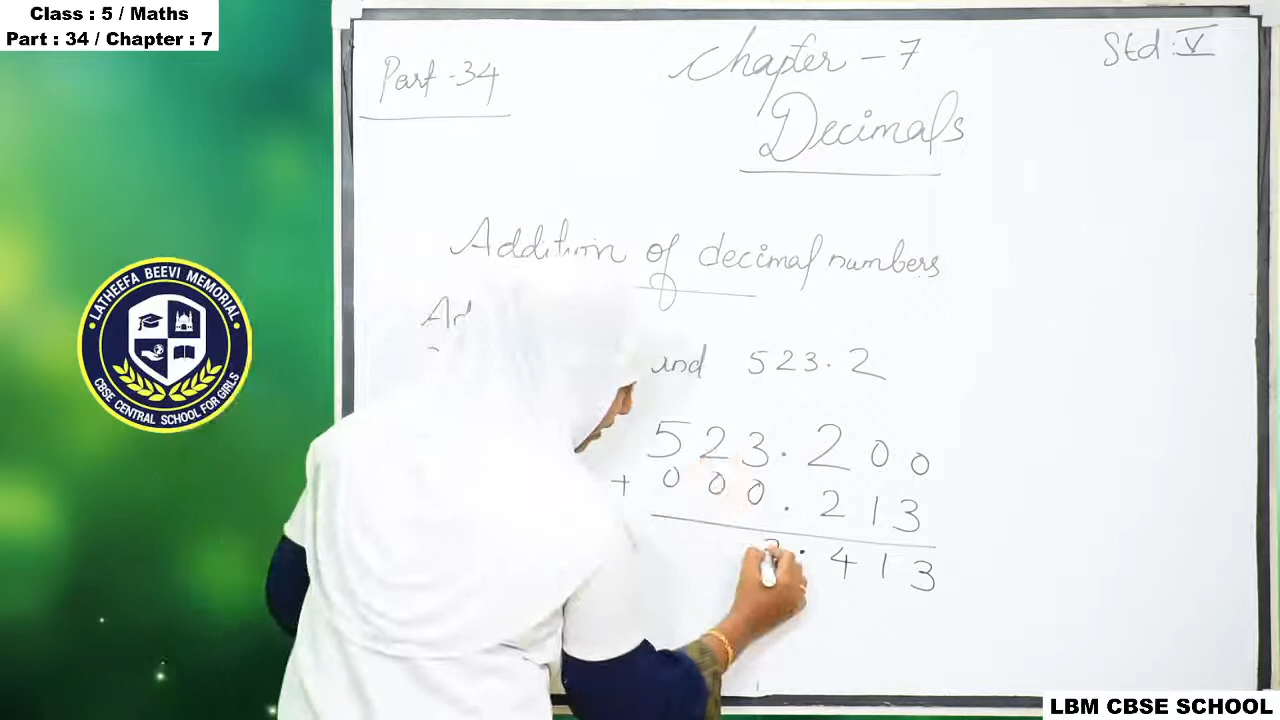 Class : 5 / Maths
Part : 34 / Chapter : 7
Part - 34
Chapter - 7
Std : V
Decimals
LATHEEFA BEEVI MEMORIAL
CBSE CENTRAL SCHOOL FOR GIRLS
Addition of decimal numbers
and 523.2
523.200
+ 000.213
3.413
LBM CBSE SCHOOL